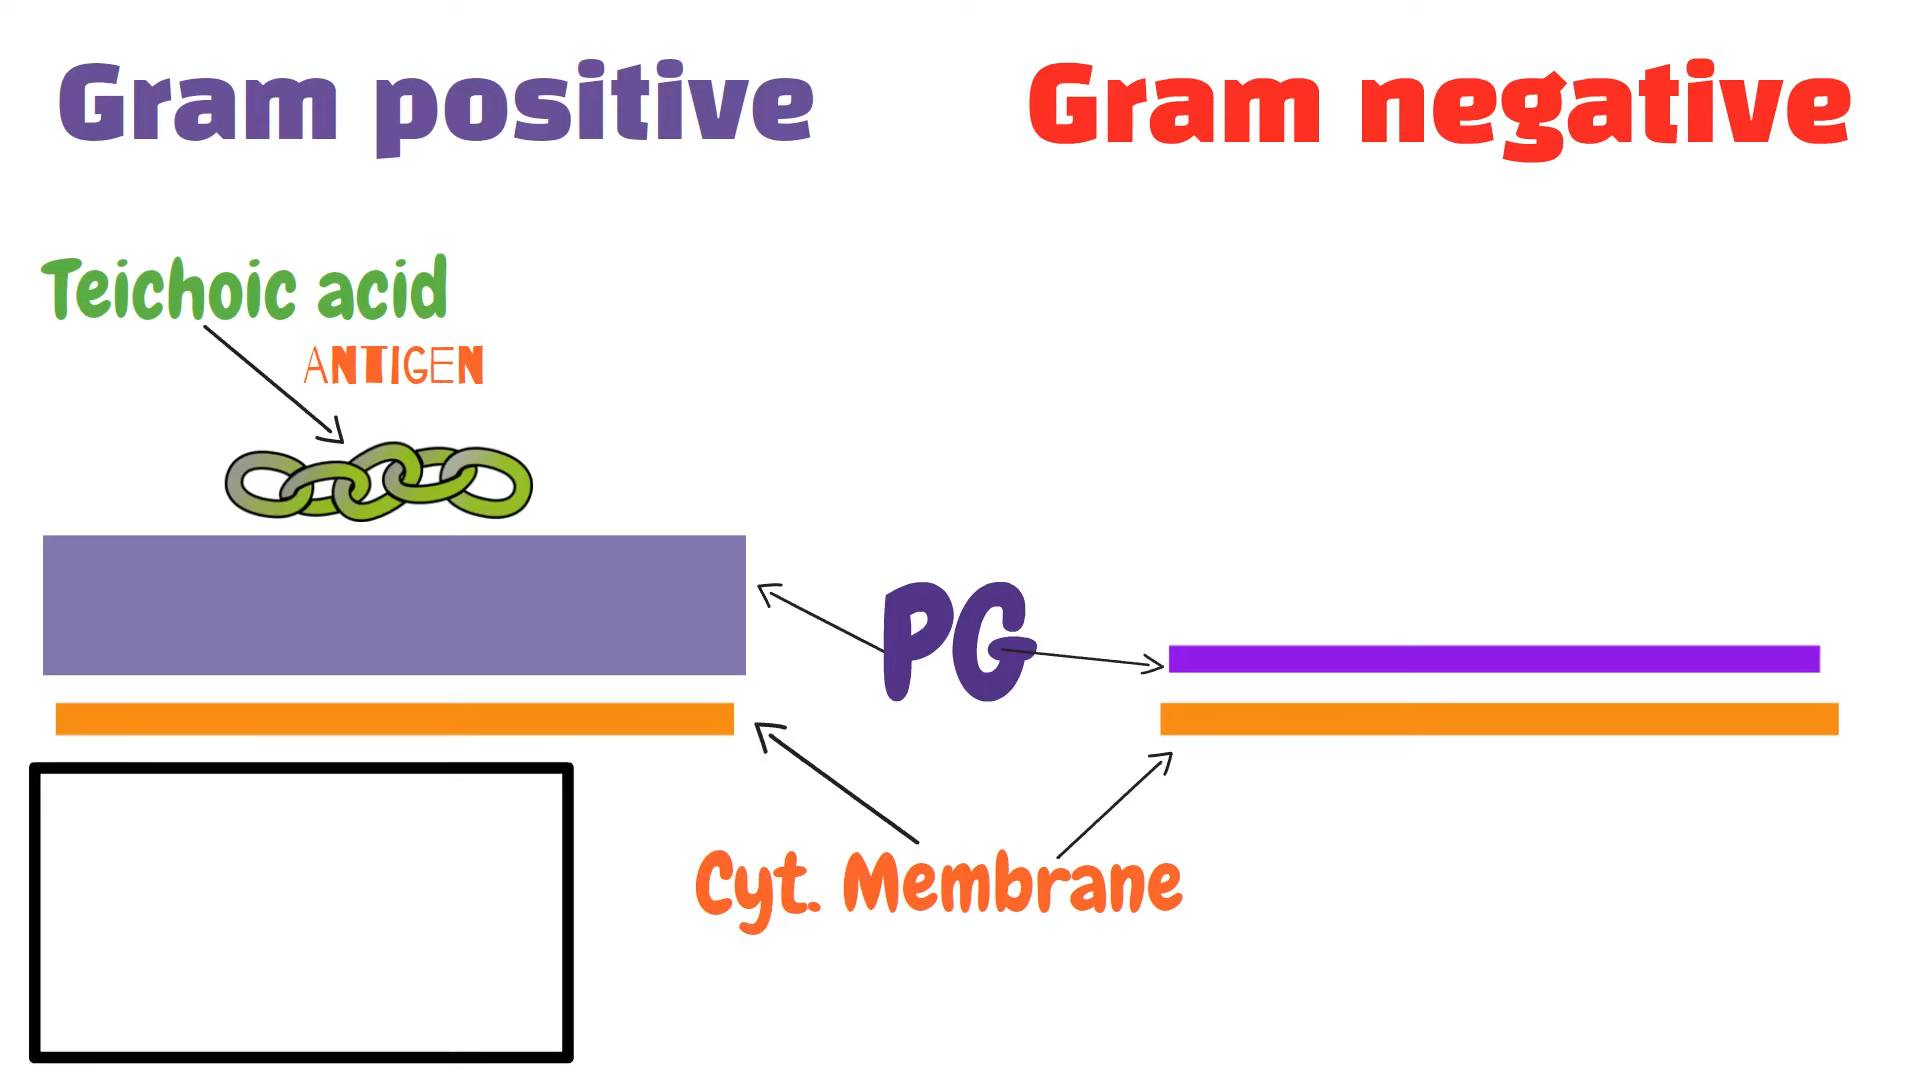 Gram positive
Gram negative
Teichoic acid
ANTIGEN
PG
Cyt. Membrane